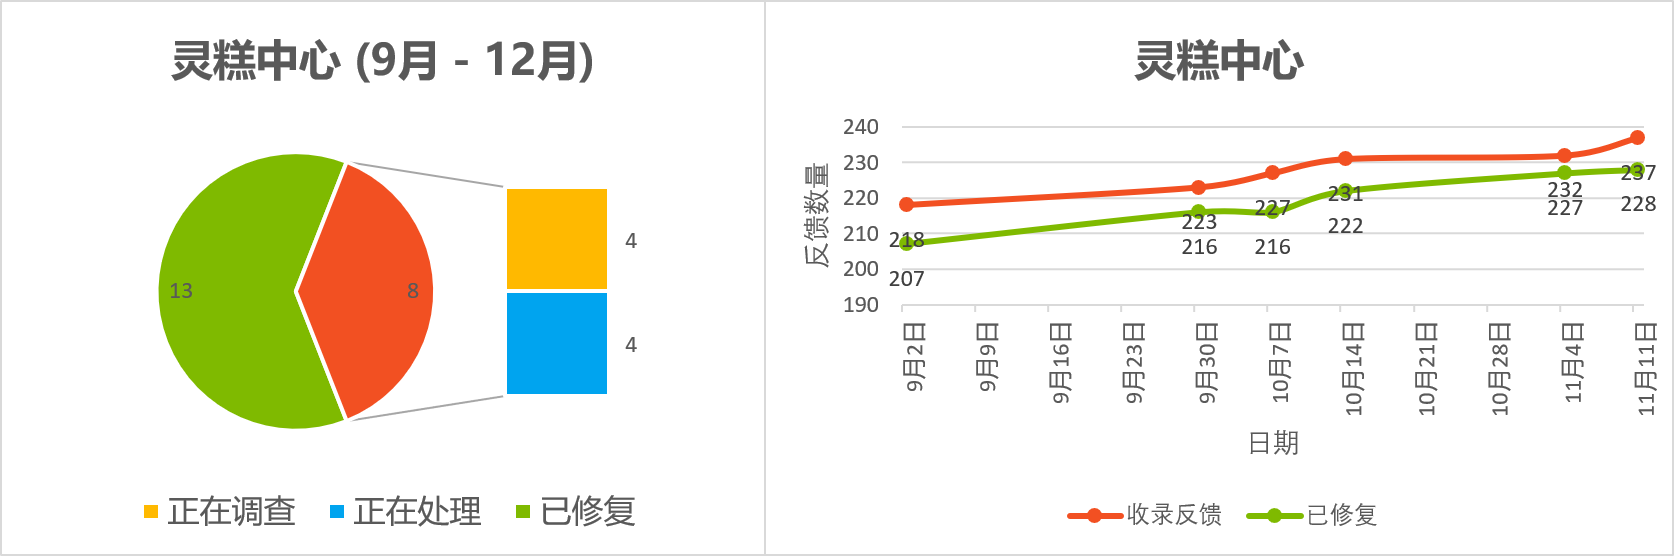 灵糕中心 (9月 - 12月)
13
8
4
4
正在调查
正在处理
已修复
灵糕中心
反馈数量
240
230
220
210
200
190
218
223
227
231
232
237
207
216
216
222
227
228
9月2日
9月9日
9月16日
9月23日
9月30日
10月7日
10月14日
10月21日
10月28日
11月4日
11月11日
日期
收录反馈
已修复